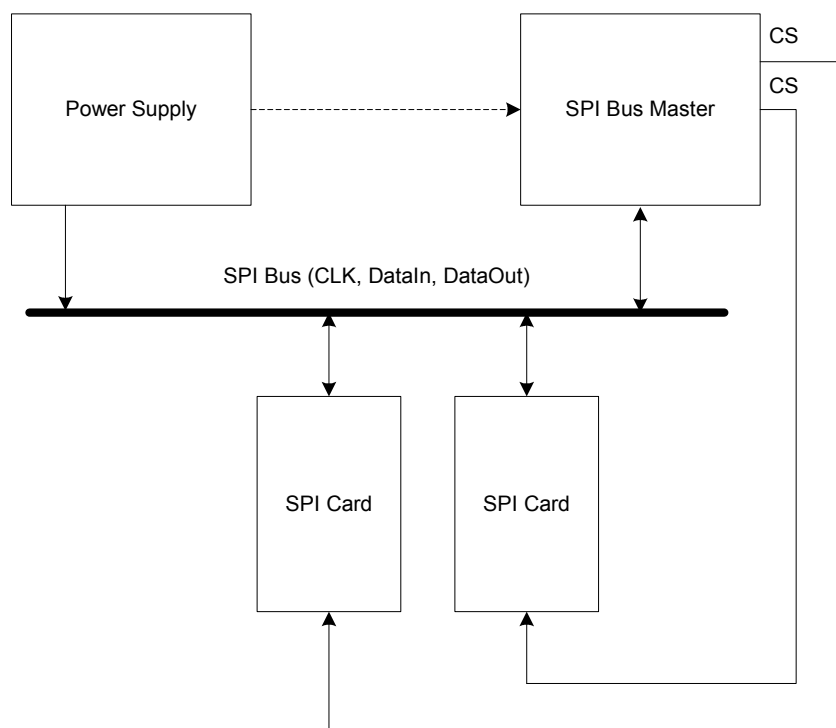 CS
CS
Power Supply
SPI Bus Master
SPI Bus (CLK, DataIn, DataOut)
SPI Card
SPI Card